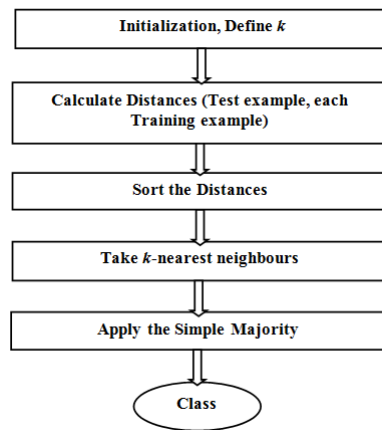 Initialization, Define k
Calculate Distances (Test example, each
Training example)
Sort the Distances
Take k-nearest neighbours
Apply the Simple Majority
Class